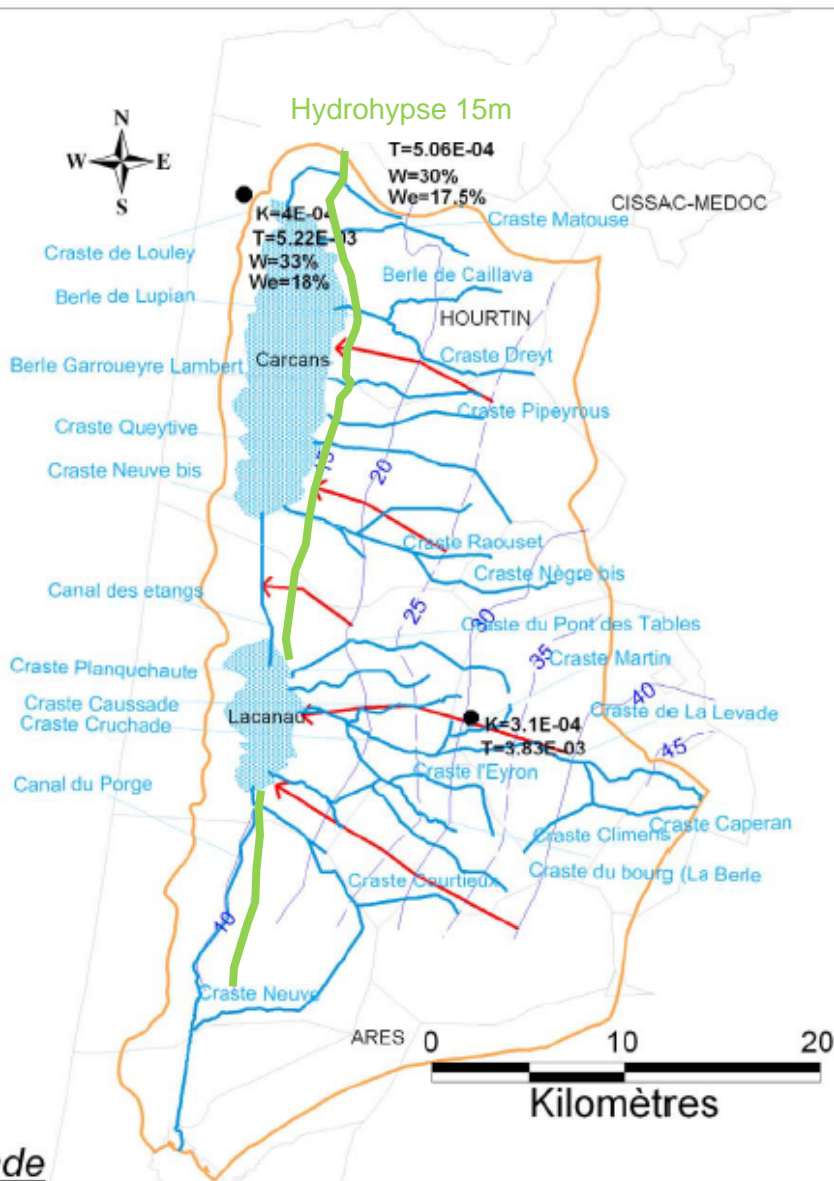 Hydrohypse 15m
N
W E
S
T=5.06E-04
W=30%
We=17.5%
CISSAC-MEDOC
K=4E-04
T=5.22E-03
W=33%
We=18%
Craste Matouse
Craste de Louley
Berle de Caillava
Berle de Lupian
HOURTIN
Carcans
Craste Dreyt
Berle Garroueyre Lambert
Craste Pipeyrous
Craste Queytive
15
20
Craste Neuve bis
Craste Raouset
Craste Nègre bis
Canal des etangs
25
30
Craste du Pont des Tables
35
Craste Martin
Craste Planquehaute
40
Craste Caussade
Lacanau
K=3.1E-04
Craste de La Levade
Craste Cruchade
T=3.83E-03
45
Craste l'Eyron
Canal du Porge
Craste Climens
Craste Caperan
Craste du bourg (La Berle
Craste Courtieux
10
Craste Neuve
ARES
0 10 20
Kilomètres
de